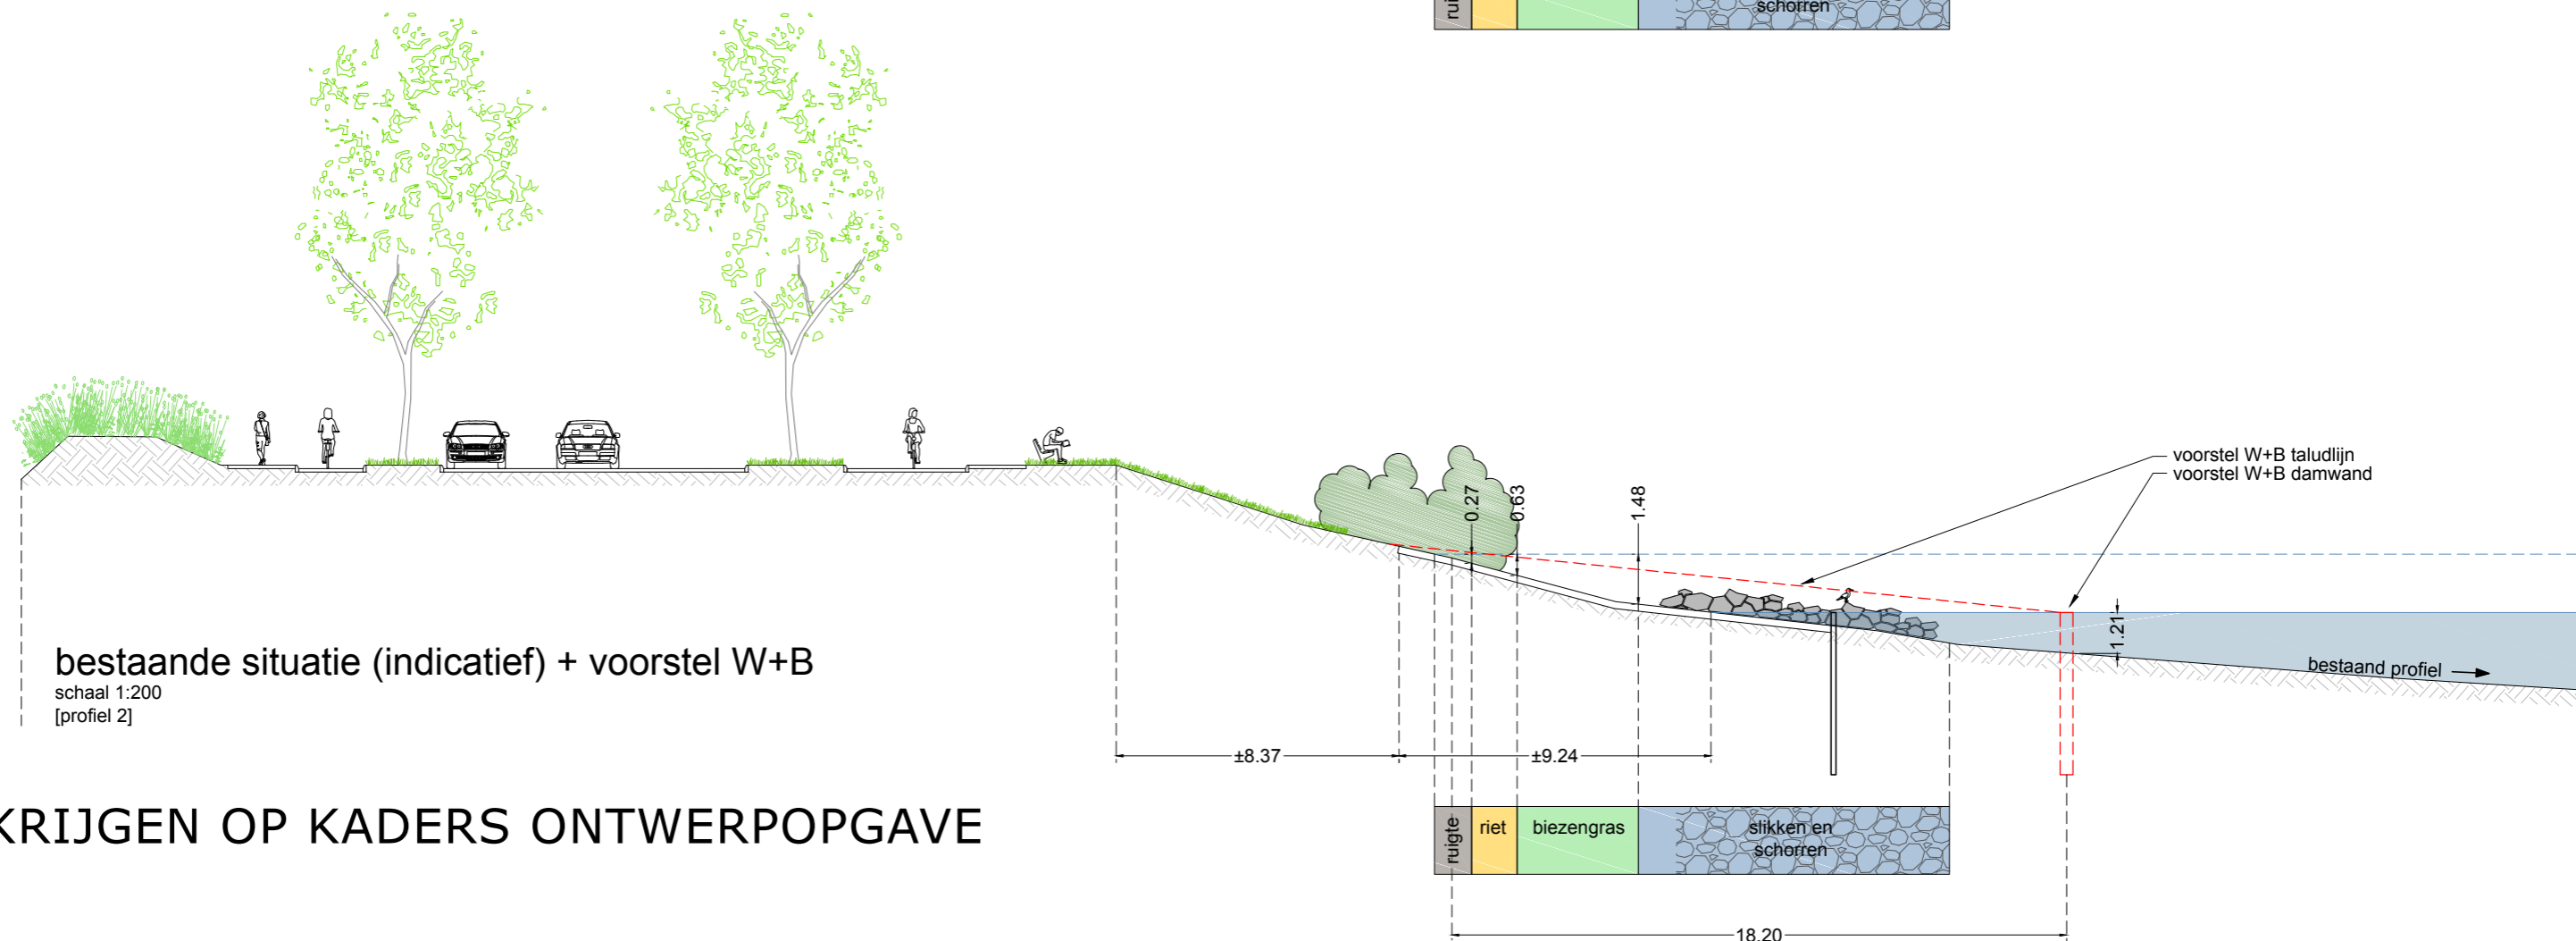 schorren
voorstel W+B taludlijn
voorstel W+B damwand
0.27
0.63
1.48
1.21
bestaand profiel
bestaande situatie (indicatief) + voorstel W+B
schaal 1:200
[profiel 2]
±8.37
±9.24
KRIJGEN OP KADERS ONTWERPOPGAVE
ruigte
riet
biezengras
slikken en
schorren
18.20